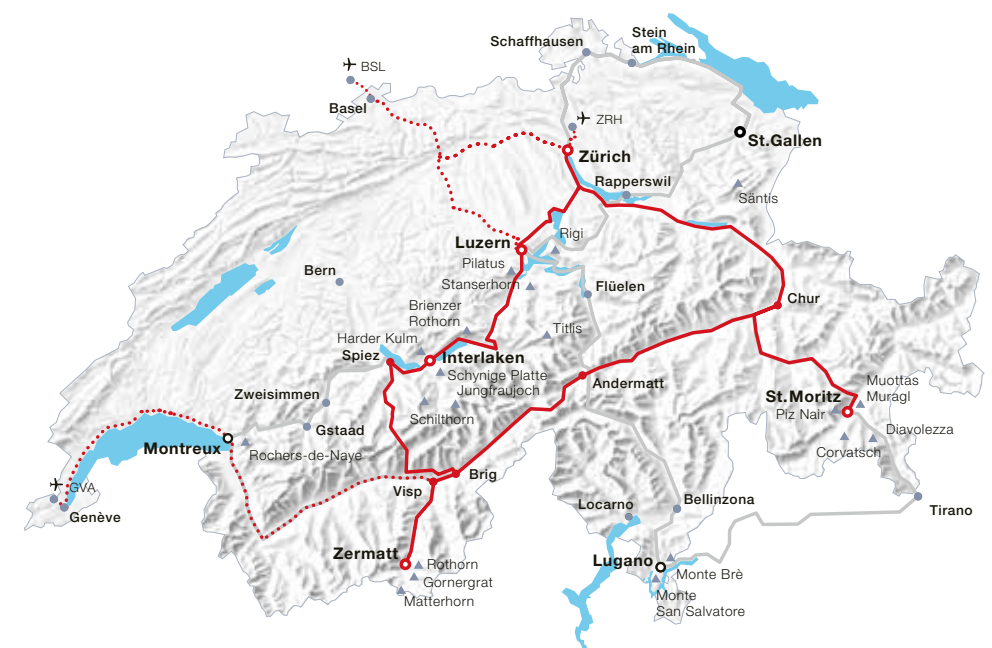 Stein
am Rhein
Schaffhausen
BSL
Basel
ZRH
St.Gallen
Zürich
Rapperswil
Säntis
Rigi
Luzern
Pilatus
Bern
Stanserhorn
Flüelen
Chur
Brienzer
Rothorn
Titlis
Harder Kulm
Spiez
Interlaken
Schynige Platte
Jungfraujoch
Andermatt
Muottas
Muragl
St.Moritz
Piz Nair
Zweisimmen
Schilthorn
Gstaad
Diavolezza
Montreux
Rochers-de-Naye
Corvatsch
Brig
GVA
Visp
Genève
Locarno
Bellinzona
Tirano
Zermatt
Rothorn
Gornergrat
Matterhorn
Lugano
Monte Brè
Monte
San Salvatore